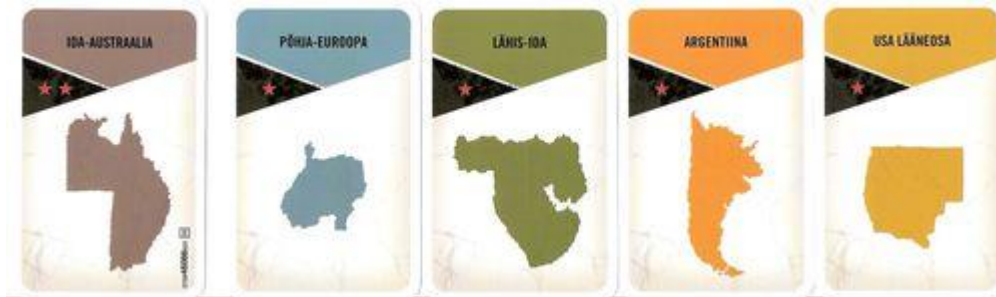 IDA-AUSTRAALIA
PÕHJA-EUROOPA
LÄHIS-IDA
ARGENTIINA
USA LÄÄNEOSA